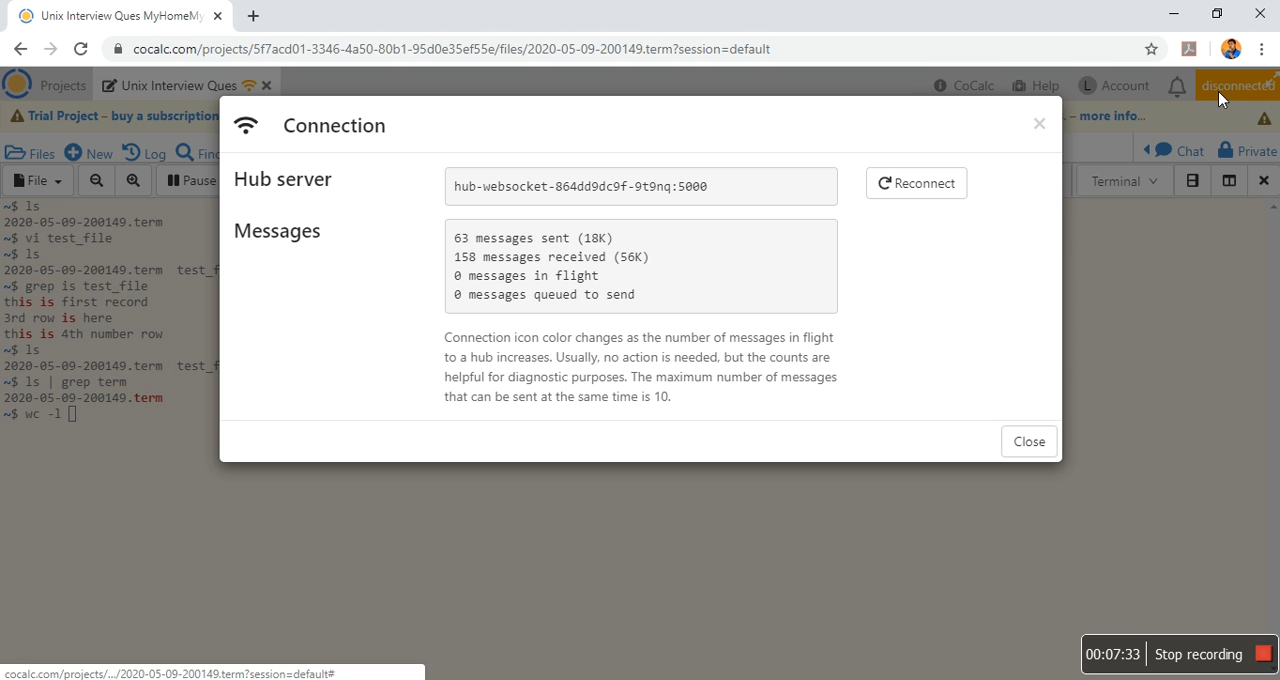 Unix Interview Ques MyHomeMy
cocalc.com/projects/5f7acd01-3346-4a50-80b1-95d0e35ef55e/files/2020-05-09-200149.term?session=default
Projects
Unix Interview Ques
CoCalc
Help
L
Account
disconnected
Trial Project – buy a subscription
– more info...
Files
New
Log
Find
Chat
Private
File
Pause
Terminal
~$ ls
2020-05-09-200149.term
~$ vi test_file
~$ ls
2020-05-09-200149.term test_f
~$ grep is test_file
this is first record
3rd row is here
this is 4th number row
~$ ls
2020-05-09-200149.term test_f
~$ ls | grep term
2020-05-09-200149.term
~$ wc -l
Connection
×
Hub server
hub-websocket-864dd9dc9f-9t9nq:5000
Reconnect
Messages
63 messages sent (18K)
158 messages received (56K)
0 messages in flight
0 messages queued to send
Connection icon color changes as the number of messages in flight
to a hub increases. Usually, no action is needed, but the counts are
helpful for diagnostic purposes. The maximum number of messages
that can be sent at the same time is 10.
Close
00:07:33
Stop recording
cocalc.com/projects/.../2020-05-09-200149.term?session=default#